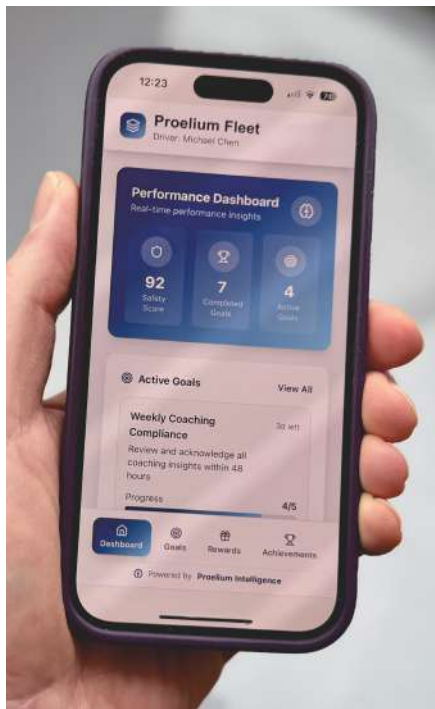 12:23
76
Proelium Fleet
Driver: Michael Chen
Performance Dashboard
Real-time performance insights
92
7
4
Safety
Score
Completed
Goals
Active
Goals
Active Goals
View All
Weekly Coaching
Compliance
3d left
Review and acknowledge all
coaching insights within 48
hours
Progress
4/5
Dashboard
Goals
Rewards
Achievements
Powered by Proelium Intelligence